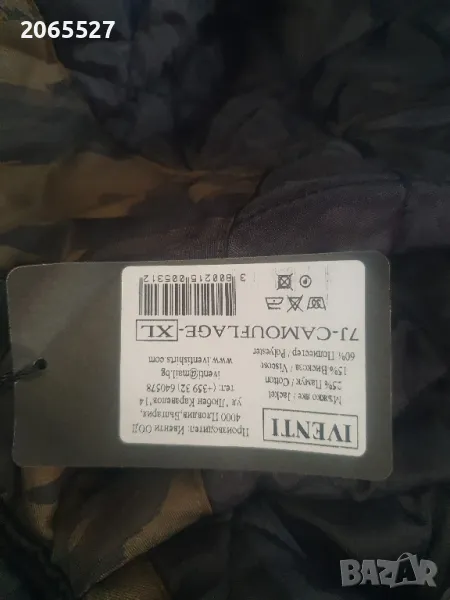 2065527
IVENTI
Мъжко яке / Jacket
25% Памук / Cotton
15% Вискоза / Viscose
60% Полиестер / Polyester
7J-CAMOUFLAGE-XL
Производител: Ивенти ООД
4000 Пловдив, България,
ул "Любен Каравелов"14
тел: (+359 32) 640578
iventi@mail.bg
www.iventishirts.com
3 800215 005312
BAZAR